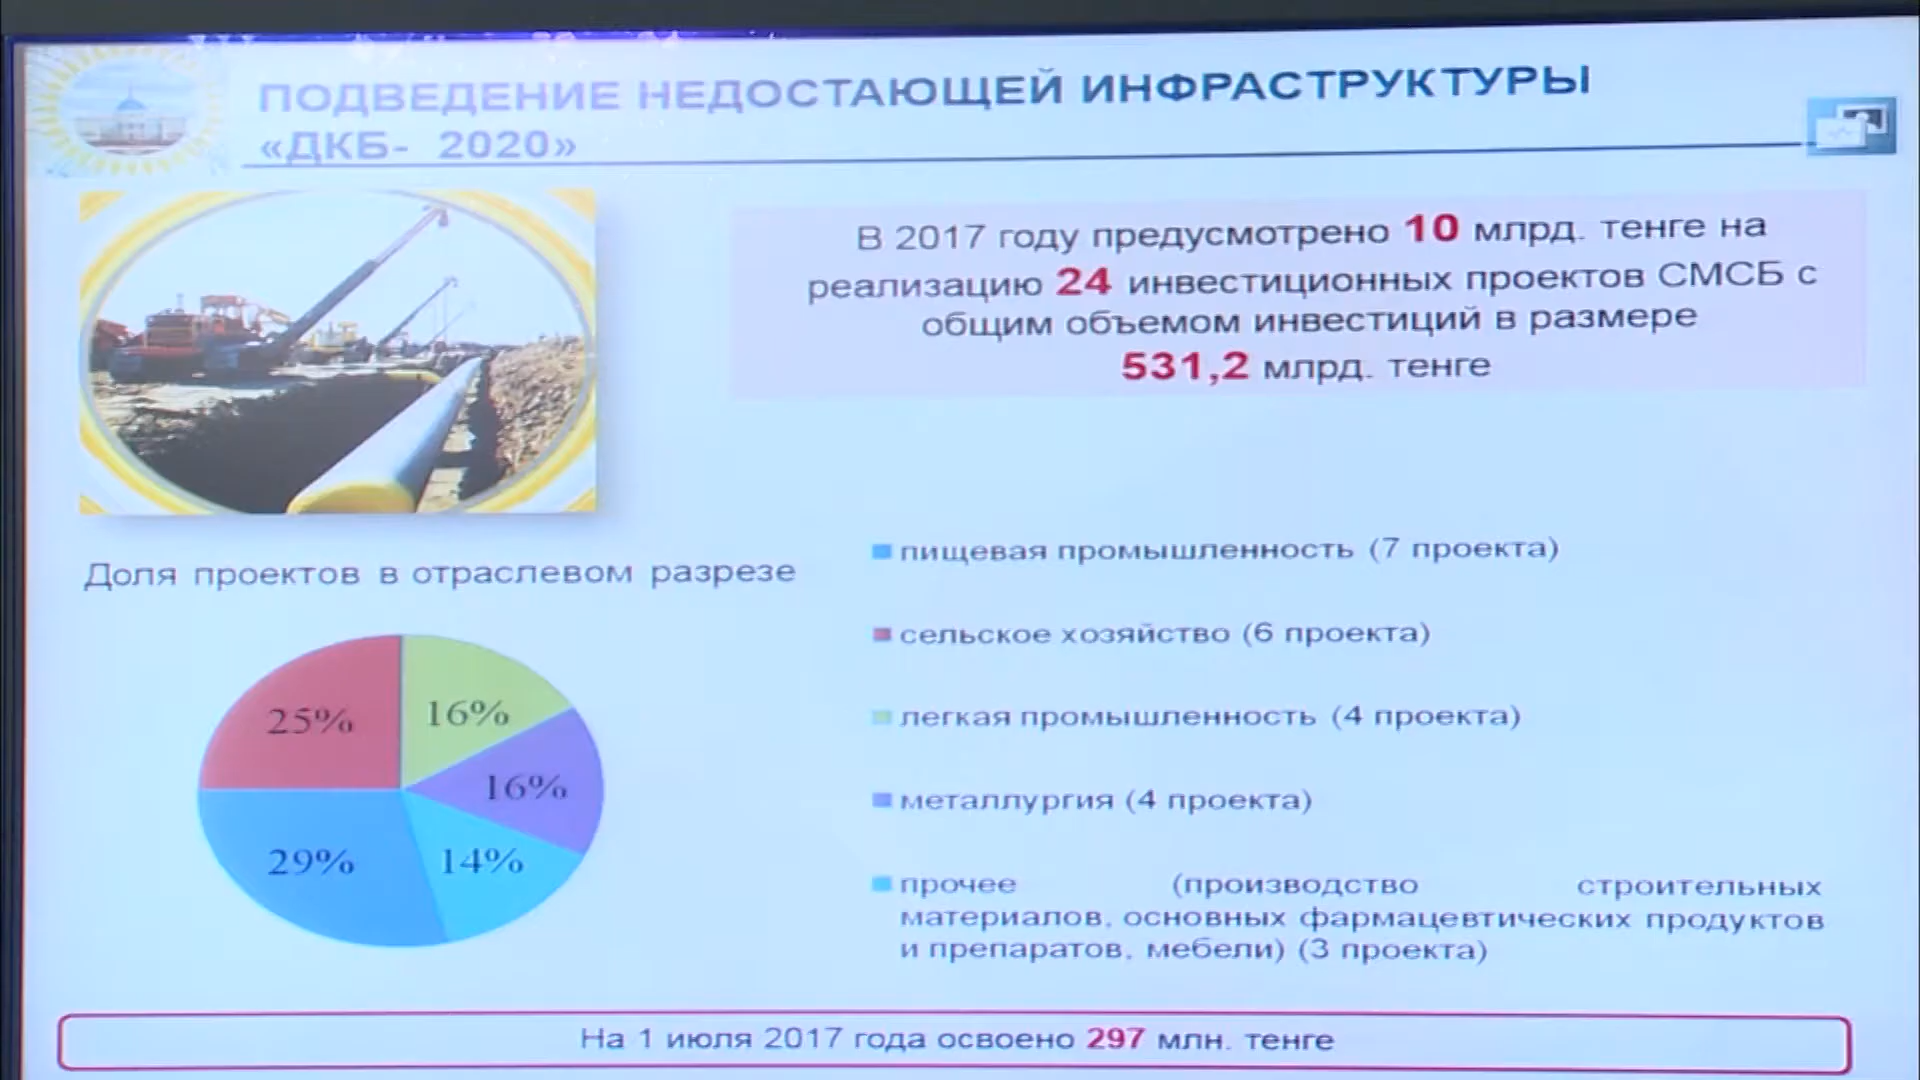 ПОДВЕДЕНИЕ НЕДОСТАЮЩЕЙ ИНФРАСТРУКТУРЫ
«ДКБ- 2020»
В 2017 году предусмотрено 10 млрд. тенге на
реализацию 24 инвестиционных проектов СМСБ с
общим объемом инвестиций в размере
531,2 млрд. тенге
Доля проектов в отраслевом разрезе
25%
16%
16%
29%
14%
пищевая промышленность (7 проекта)
сельское хозяйство (6 проекта)
легкая промышленность (4 проекта)
металлургия (4 проекта)
прочее (производство строительных
материалов, основных фармацевтических продуктов
и препаратов, мебели) (3 проекта)
На 1 июля 2017 года освоено 297 млн. тенге